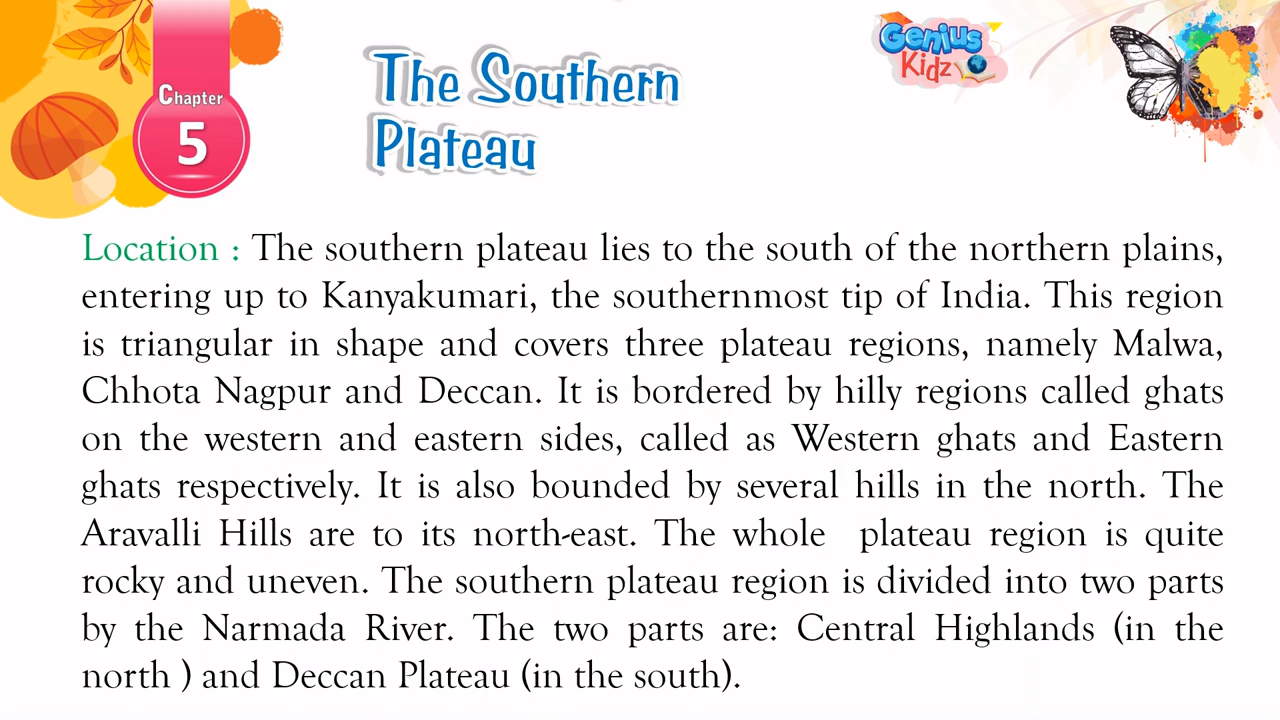 Chapter
5
The Southern
Plateau
Genius
Kidz
Location : The southern plateau lies to the south of the northern plains,
entering up to Kanyakumari, the southernmost tip of India. This region
is triangular in shape and covers three plateau regions, namely Malwa,
Chhota Nagpur and Deccan. It is bordered by hilly regions called ghats
on the western and eastern sides, called as Western ghats and Eastern
ghats respectively. It is also bounded by several hills in the north. The
Aravalli Hills are to its north-east. The whole  plateau region is quite
rocky and uneven. The southern plateau region is divided into two parts
by the Narmada River. The two parts are: Central Highlands (in the
north ) and Deccan Plateau (in the south).